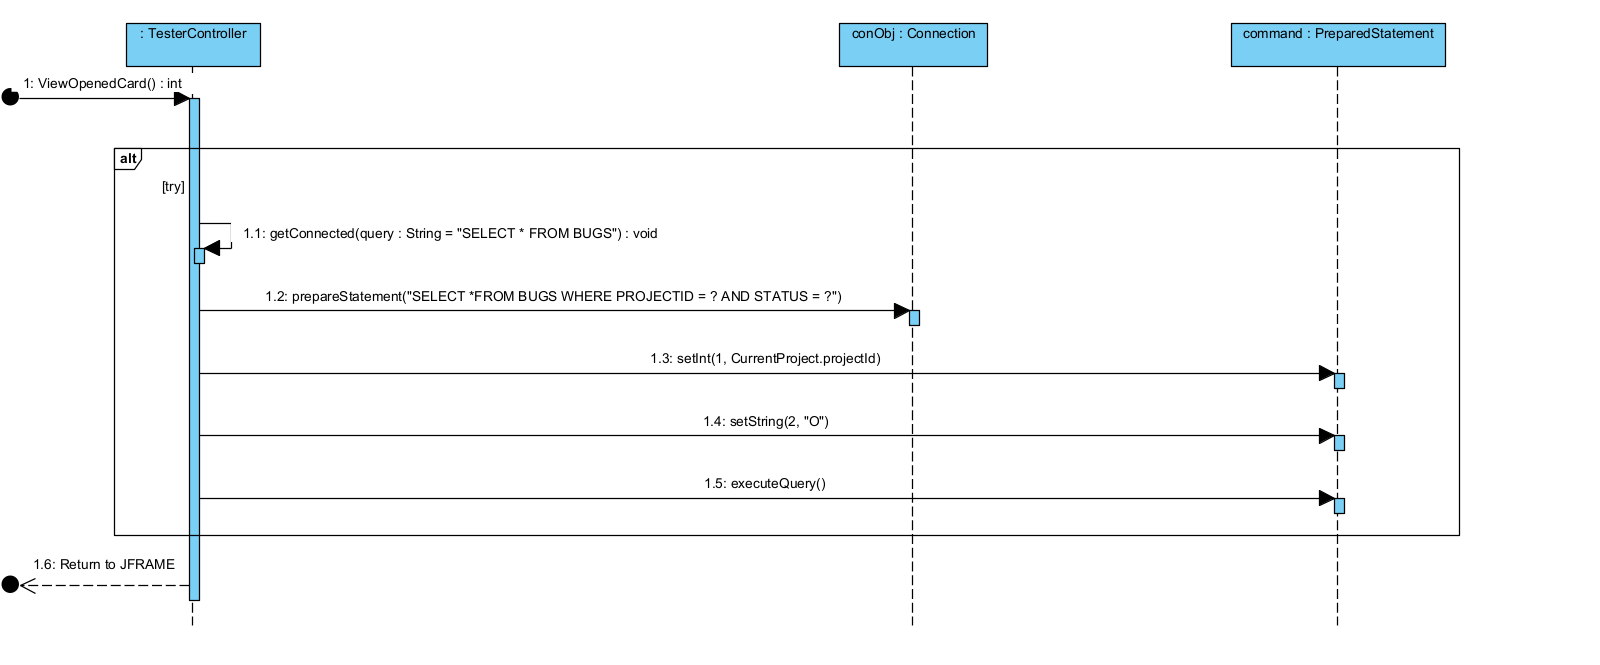 : TesterController
conObj : Connection
command : PreparedStatement
1: ViewOpenedCard() : int
alt
[try]
1.1: getConnected(query : String = "SELECT * FROM BUGS") : void
1.2: prepareStatement("SELECT *FROM BUGS WHERE PROJECTID = ? AND STATUS = ?")
1.3: setInt(1, CurrentProject.projectId)
1.4: setString(2, "O")
1.5: executeQuery()
1.6: Return to JFRAME